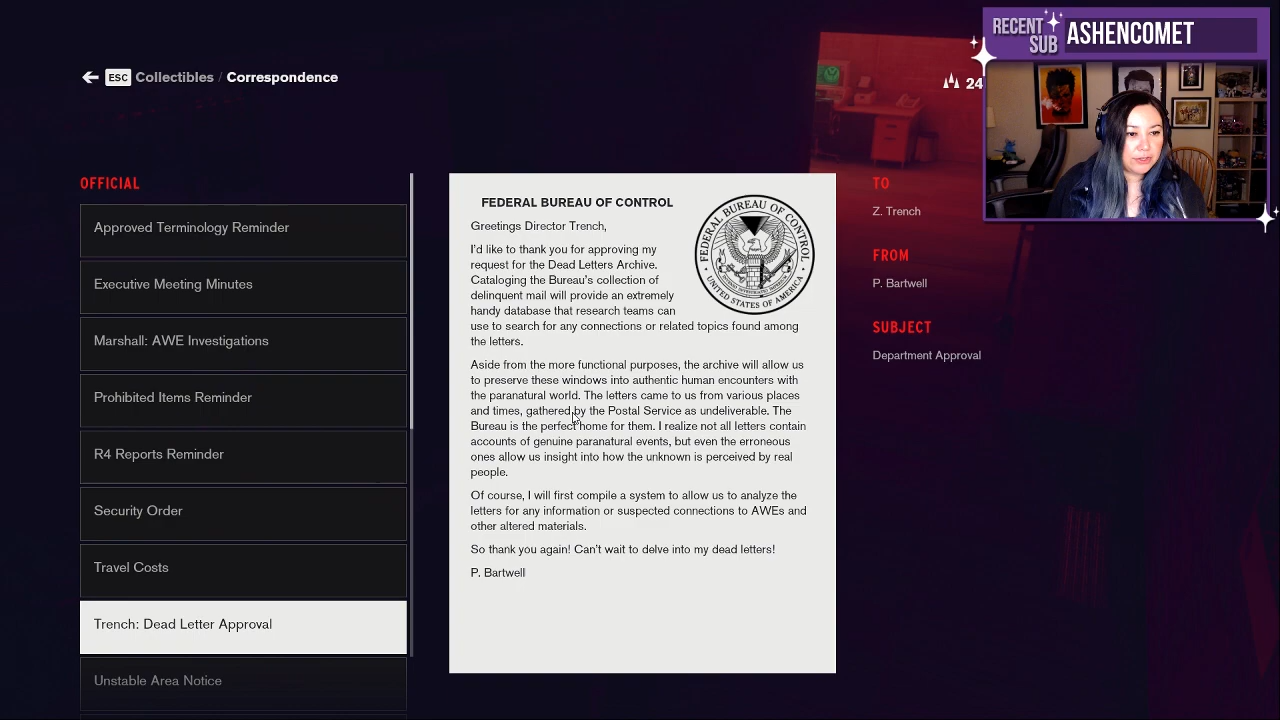 RECENT
SUB
ASHENCOMET
ESC Collectibles / Correspondence
24
OFFICIAL
Approved Terminology Reminder
Executive Meeting Minutes
Marshall: AWE Investigations
Prohibited Items Reminder
R4 Reports Reminder
Security Order
Travel Costs
Trench: Dead Letter Approval
Unstable Area Notice
FEDERAL BUREAU OF CONTROL
Greetings Director Trench,
I'd like to thank you for approving my
request for the Dead Letters Archive.
Cataloging the Bureau's collection of
delinquent mail will provide an extremely
handy database that research teams can
use to search for any connections or related topics found among
the letters.
Aside from the more functional purposes, the archive will allow us
to preserve these windows into authentic human encounters with
the paranatural world. The letters came to us from various places
and times, gathered by the Postal Service as undeliverable. The
Bureau is the perfect home for them. I realize not all letters contain
accounts of genuine paranatural events, but even the erroneous
ones allow us insight into how the unknown is perceived by real
people.
Of course, I will first compile a system to allow us to analyze the
letters for any information or suspected connections to AWEs and
other altered materials.
So thank you again! Can't wait to delve into my dead letters!
P. Bartwell
FEDERAL BUREAU OF CONTROL
UNITED STATES OF AMERICA
TO
Z. Trench
FROM
P. Bartwell
SUBJECT
Department Approval